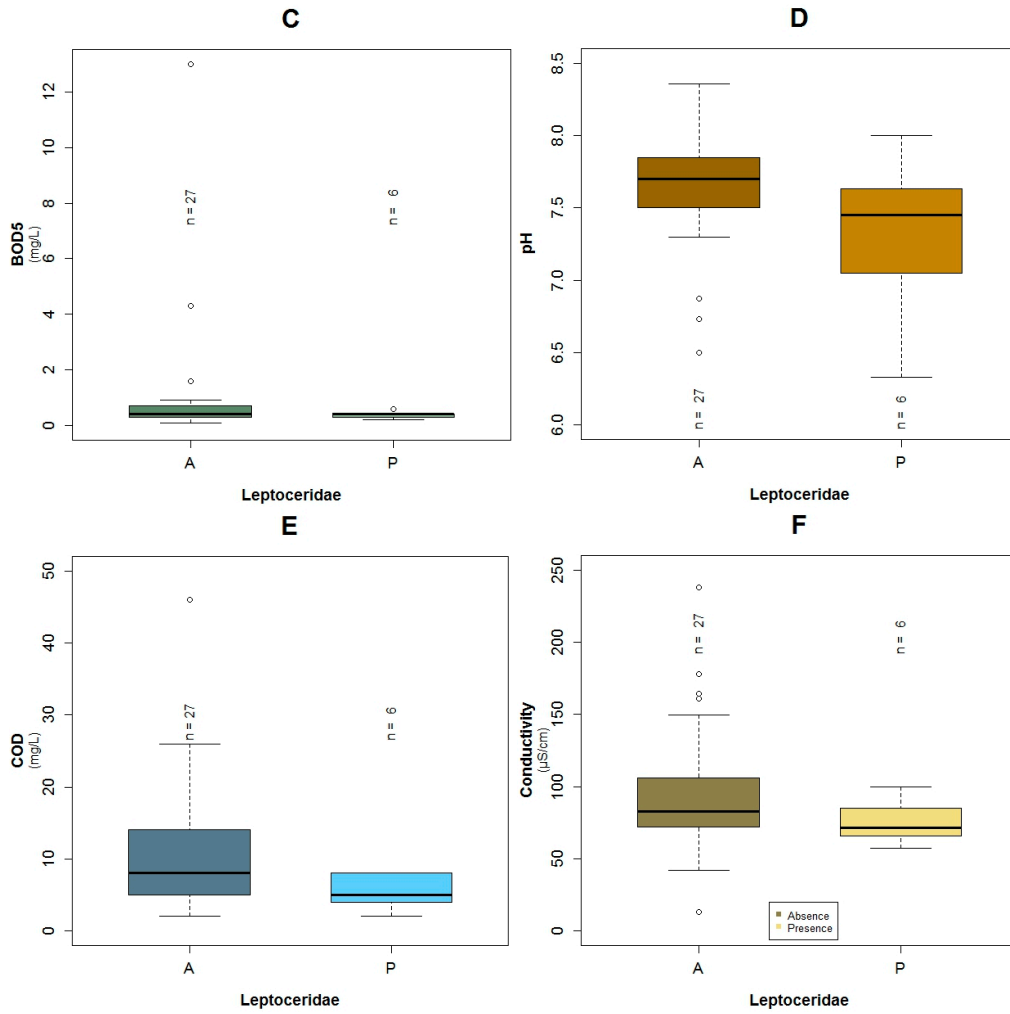 C
BOD5
(mg/L)
0
2
4
6
8
10
12
n = 27
n = 6
A
P
Leptoceridae
D
pH
6.0
6.5
7.0
7.5
8.0
8.5
n = 27
n = 6
A
P
Leptoceridae
E
COD
(mg/L)
0
10
20
30
40
50
n = 27
n = 6
A
P
Leptoceridae
F
Conductivity
(µS/cm)
0
50
100
150
200
250
n = 27
n = 6
Absence
Presence
A
P
Leptoceridae